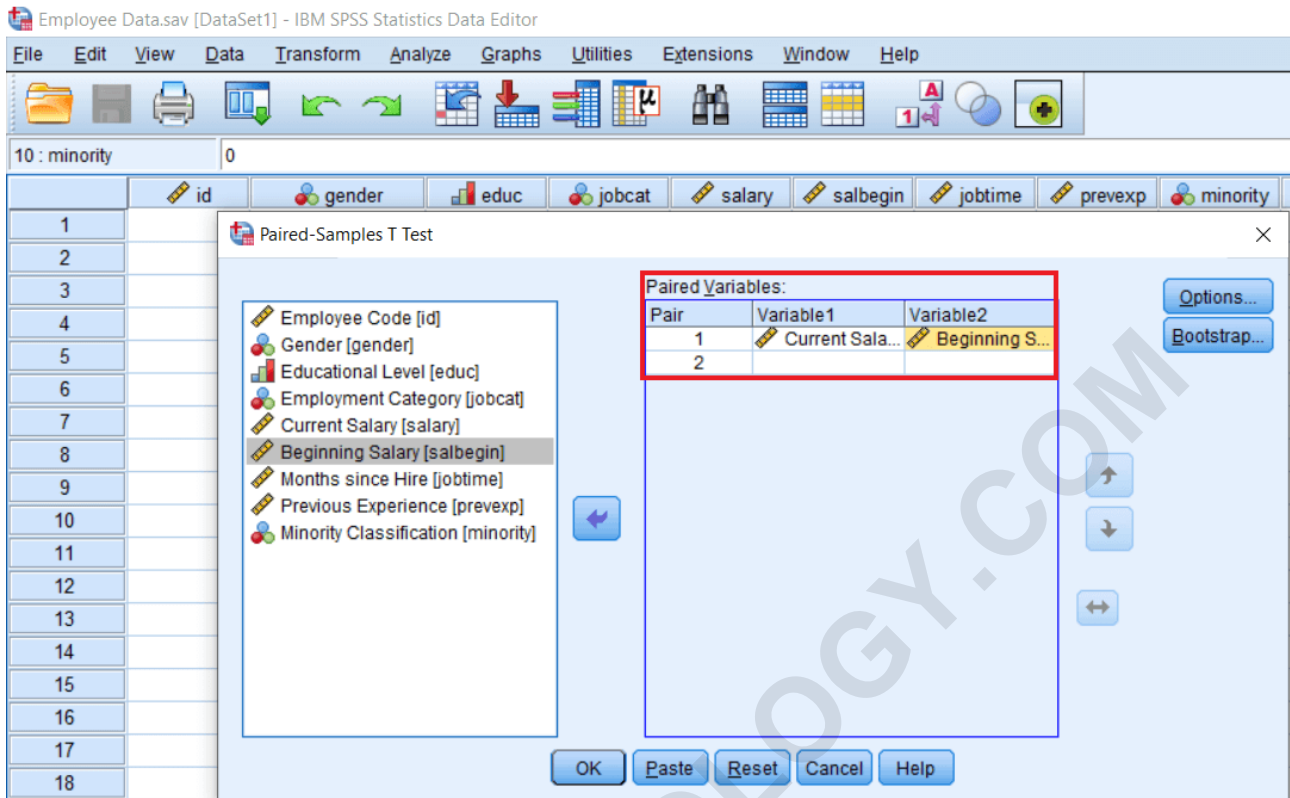 Employee Data.sav [DataSet1] - IBM SPSS Statistics Data Editor
File Edit View Data Transform Analyze Graphs Utilities Extensions Window Help
µ A 1
10 : minority 0
id gender educ jobcat salary salbegin jobtime prevexp minority
1
2
3
4
5
6
7
8
9
10
11
12
13
14
15
16
17
18
Paired-Samples T Test
Employee Code [id]
Gender [gender]
Educational Level [educ]
Employment Category [jobcat]
Current Salary [salary]
Beginning Salary [salbegin]
Months since Hire [jobtime]
Previous Experience [prevexp]
Minority Classification [minority]
Paired Variables:
Pair Variable1 Variable2
1 Current Sala... Beginning S...
2
Options...
Bootstrap...
OK Paste Reset Cancel Help
LOGY.COM